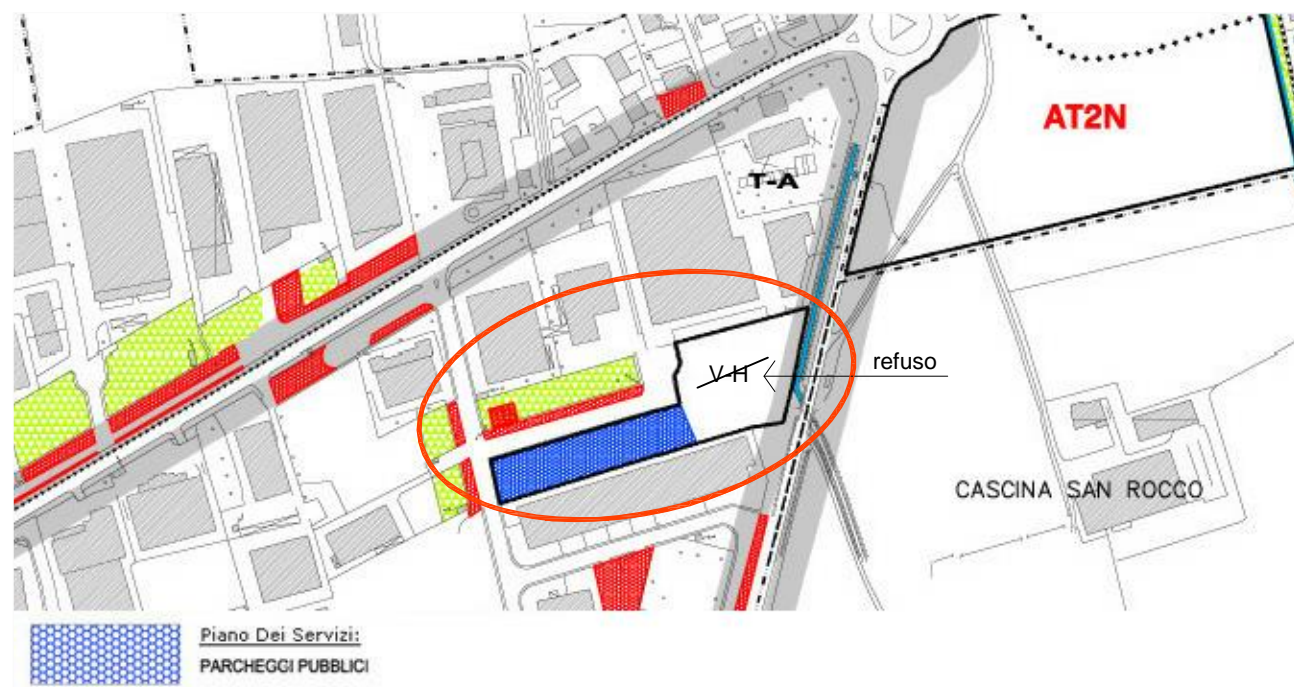 AT2N
T-A
V-H
refuso
CASCINA SAN ROCCO
Piano Dei Servizi:
PARCHEGGI PUBBLICI